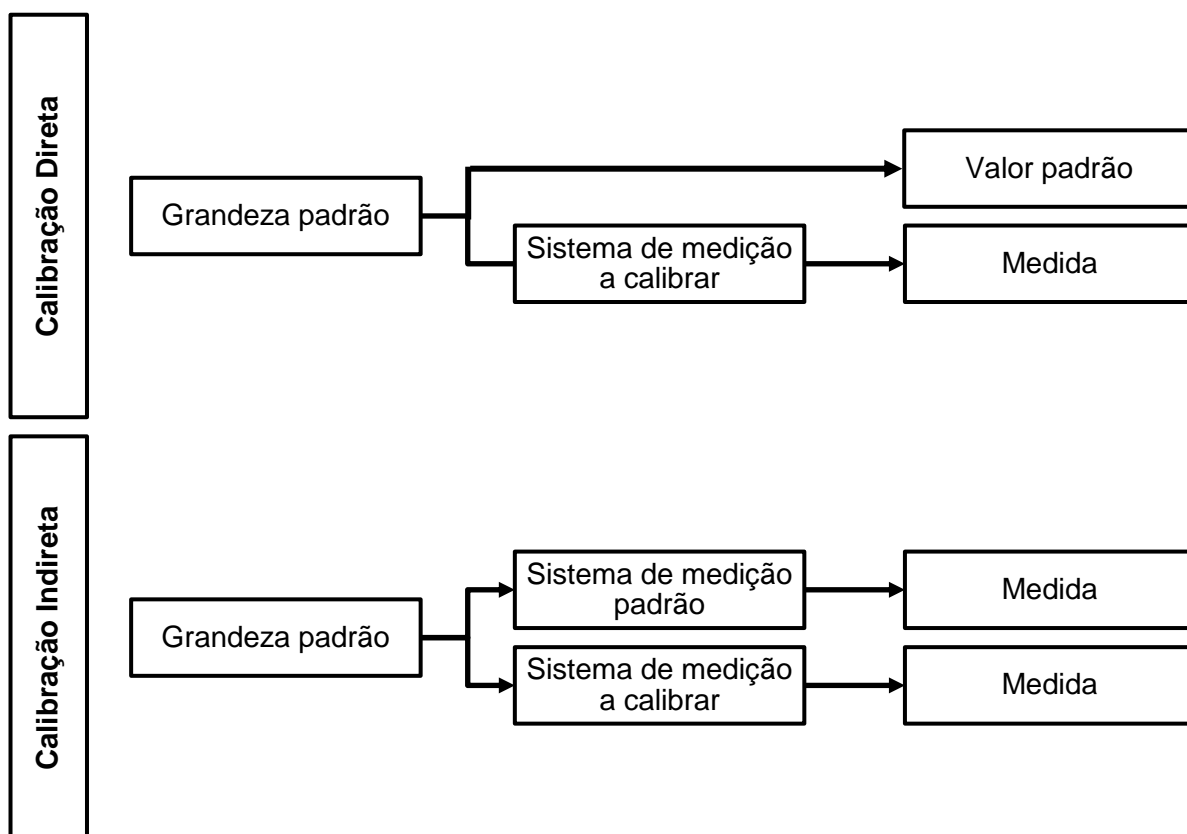 Calibração Direta
Grandeza padrão
Valor padrão
Sistema de medição
a calibrar
Medida
Calibração Indireta
Grandeza padrão
Sistema de medição
padrão
Medida
Sistema de medição
a calibrar
Medida